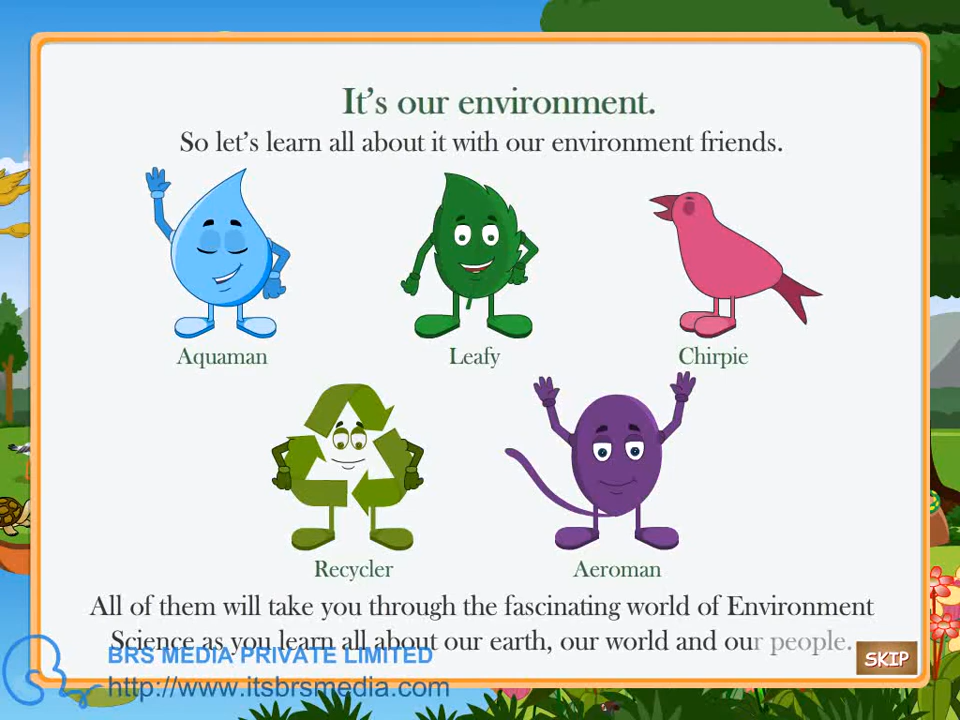 It's our environment.
So let's learn all about it with our environment friends.
Aquaman
Leafy
Chirpie
Recycler
Aeroman
All of them will take you through the fascinating world of Environment
Science as you learn all about our earth, our world and our people.
SKIP
BRS MEDIA PRIVATE LIMITED
http://www.itsbrsmedia.com